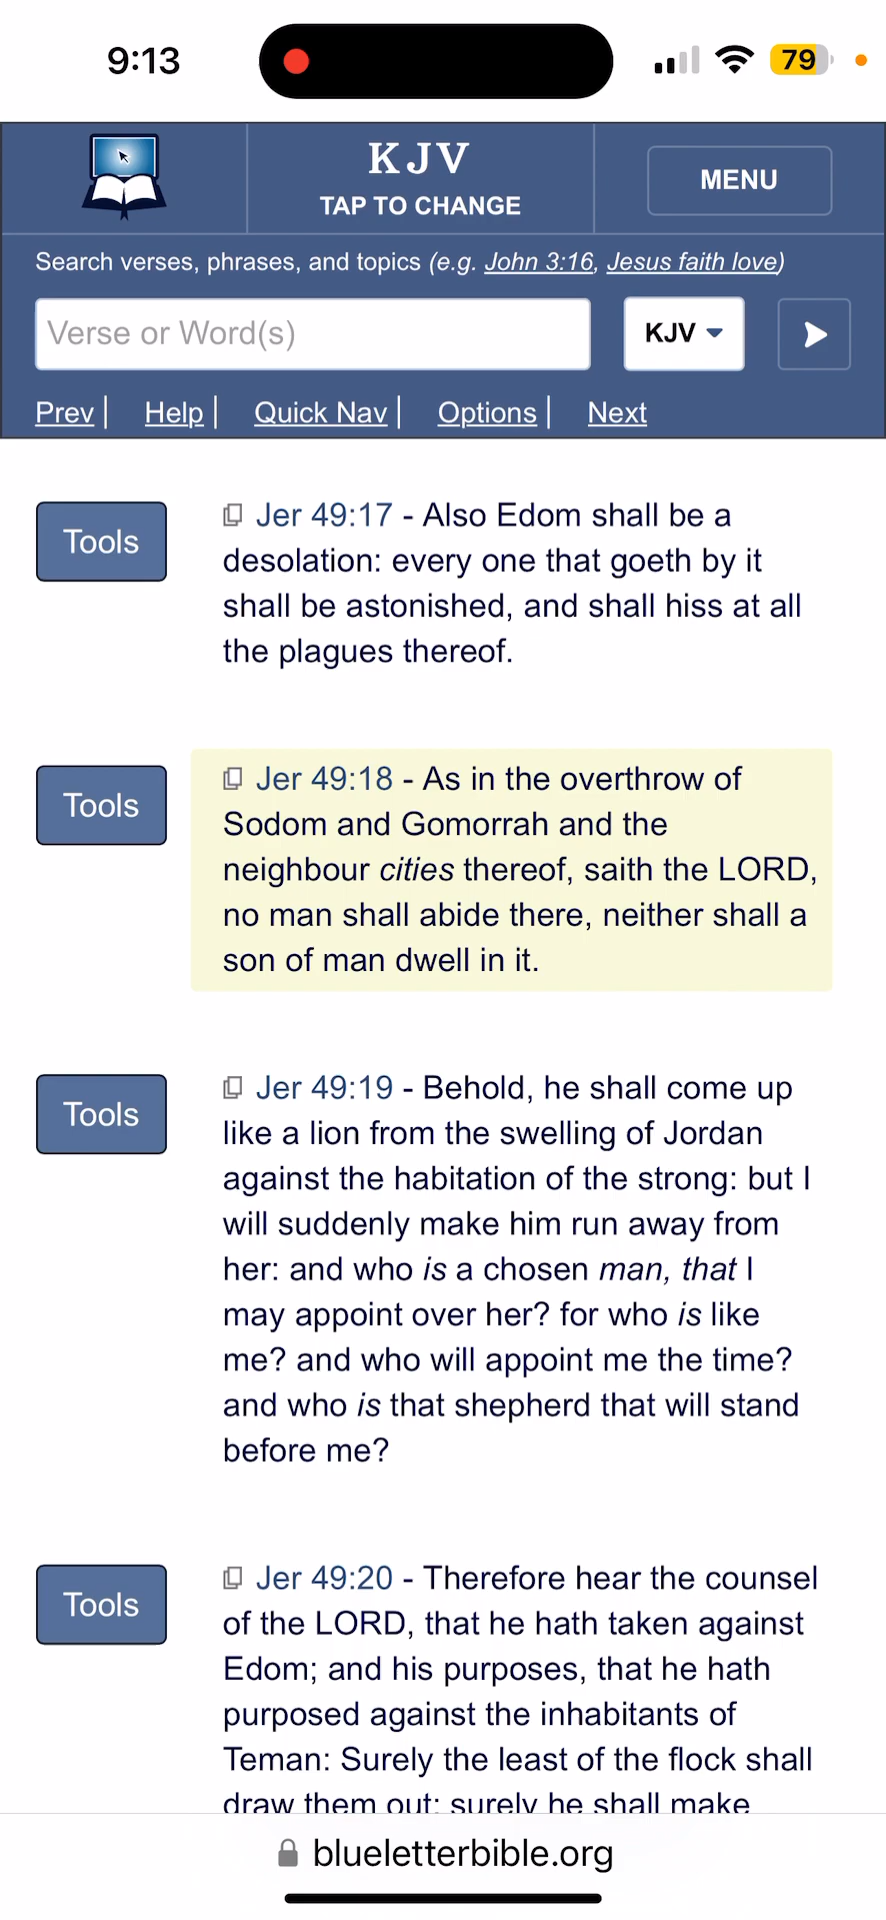 9:13
79
KJV
TAP TO CHANGE
MENU
Search verses, phrases, and topics (e.g. John 3:16, Jesus faith love)
Verse or Word(s)
KJV
Prev | Help | Quick Nav | Options | Next
Tools
Jer 49:17 - Also Edom shall be a
desolation: every one that goeth by it
shall be astonished, and shall hiss at all
the plagues thereof.
Tools
Jer 49:18 - As in the overthrow of
Sodom and Gomorrah and the
neighbour cities thereof, saith the LORD,
no man shall abide there, neither shall a
son of man dwell in it.
Tools
Jer 49:19 - Behold, he shall come up
like a lion from the swelling of Jordan
against the habitation of the strong: but I
will suddenly make him run away from
her: and who is a chosen man, that I
may appoint over her? for who is like
me? and who will appoint me the time?
and who is that shepherd that will stand
before me?
Tools
Jer 49:20 - Therefore hear the counsel
of the LORD, that he hath taken against
Edom; and his purposes, that he hath
purposed against the inhabitants of
Teman: Surely the least of the flock shall
draw them out: surely he shall make
blueletterbible.org